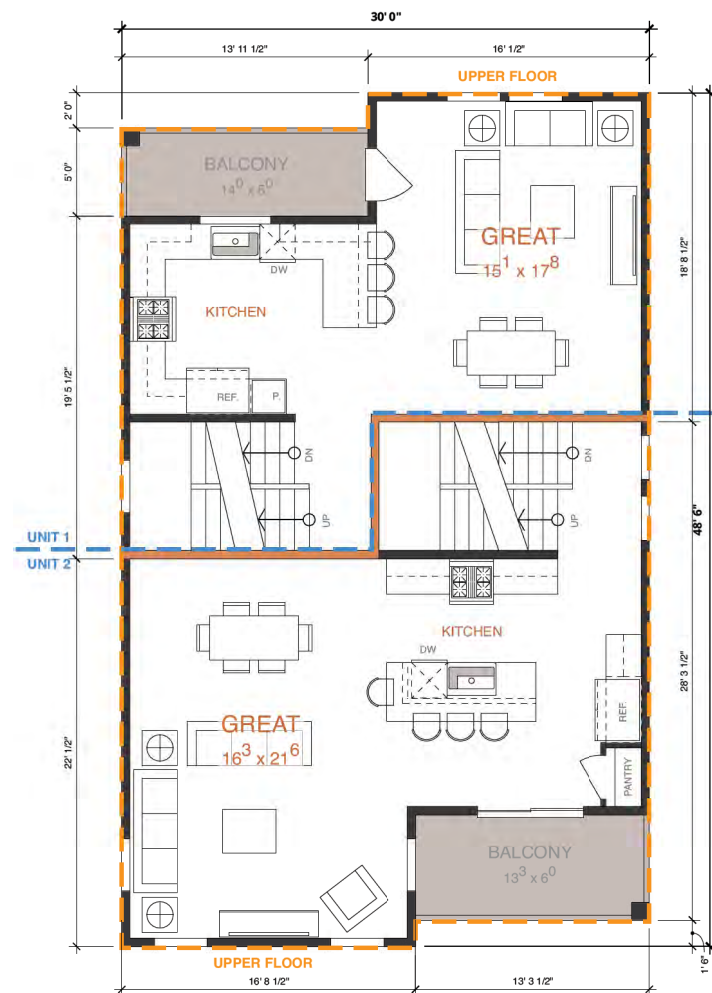 30' 0"
13' 11 1/2"
16' 1/2"
UPPER FLOOR
2' 0"
5' 0"
BALCONY
14⁰ x 6⁰
GREAT
15¹ x 17⁸
18' 8 1/2"
DW
KITCHEN
19' 5 1/2"
REF.
P.
DN
DN
UP
UP
48' 6"
UNIT 1
UNIT 2
KITCHEN
DW
28' 3 1/2"
REF.
GREAT
16³ x 21⁶
22' 1/2"
PANTRY
BALCONY
13³ x 6⁰
1' 6"
UPPER FLOOR
16' 8 1/2"
13' 3 1/2"